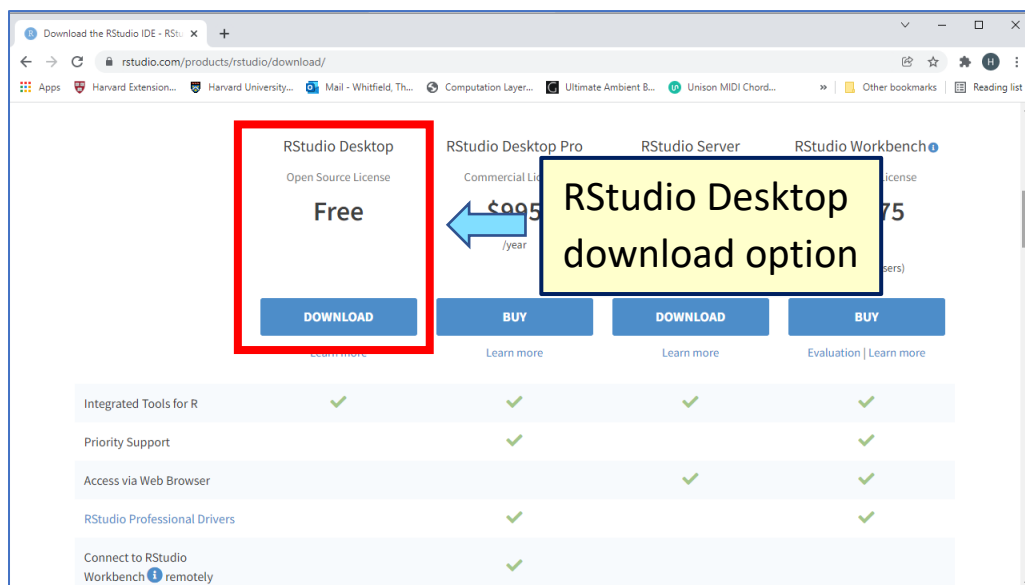 Download the RStudio IDE - RStu
rstudio.com/products/rstudio/download/
H
Apps Harvard Extension... Harvard University... Mail - Whitfield, Th... Computation Layer... Ultimate Ambient B... Unison MIDI Chord... » Other bookmarks Reading list
RStudio Desktop RStudio Desktop Pro RStudio Server RStudio Workbench
Open Source License Commercial Lic icense
Free $995 75
/year sers)
RStudio Desktop
download option
DOWNLOAD BUY DOWNLOAD BUY
Learn more Learn more Learn more Evaluation | Learn more
Integrated Tools for R
Priority Support
Access via Web Browser
RStudio Professional Drivers
Connect to RStudio
Workbench remotely